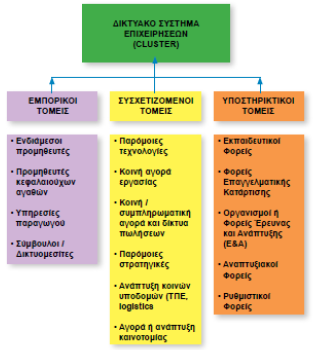 ΔΙΚΤΥΑΚΟ ΣΥΣΤΗΜΑ
ΕΠΙΧΕΙΡΗΣΕΩΝ
(CLUSTER)
ΕΜΠΟΡΙΚΟΙ
ΤΟΜΕΙΣ
• Ενδιάμεσοι
προμηθευτές
• Προμηθευτές
κεφαλαιούχων
αγαθών
• Υπηρεσίες
παραγωγού
• Σύμβουλοι /
Δικτυομεσίτες
ΣΥΣΧΕΤΙΖΟΜΕΝΟΙ
ΤΟΜΕΙΣ
• Παρόμοιες
τεχνολογίες
• Κοινή αγορά
εργασίας
• Κοινή /
συμπληρωματική
αγορά και δίκτυα
πωλήσεων
• Παρόμοιες
στρατηγικές
• Ανάπτυξη κοινών
υποδομών (ΤΠΕ,
logistics
• Αγορά ή ανάπτυξη
καινοτομίας
ΥΠΟΣΤΗΡΙΚΤΙΚΟΙ
ΤΟΜΕΙΣ
• Εκπαιδευτικοί
Φορείς
• Φορείς
Επαγγελματικής
Κατάρτισης
• Οργανισμοί ή
Φορείς Έρευνας
και Ανάπτυξης
(Ε&Α)
• Αναπτυξιακοί
Φορείς
• Ρυθμιστικοί
Φορείς